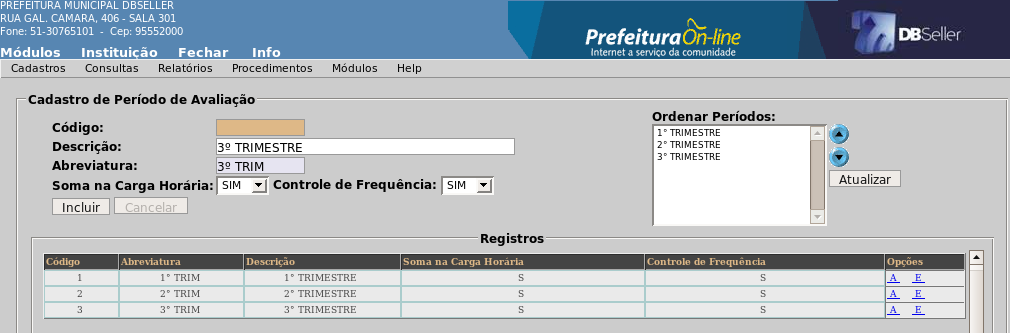 PREFEITURA MUNICIPAL DBSELLER
RUA GAL. CAMARA, 406 - SALA 301
Fone: 51-30765101 - Cep: 95552000
Prefeitura On-line
Internet a serviço da comunidade
DBSeller
Módulos Instituição Fechar Info
Cadastros Consultas Relatórios Procedimentos Módulos Help
Cadastro de Período de Avaliação
Código:
Descrição: 3º TRIMESTRE
Abreviatura: 3º TRIM
Soma na Carga Horária: SIM Controle de Frequência: SIM
Incluir Cancelar
Ordenar Períodos:
1° TRIMESTRE
2° TRIMESTRE
3° TRIMESTRE
Atualizar
Registros
Código Abreviatura Descrição Soma na Carga Horária Controle de Frequência Opções
1 1° TRIM 1° TRIMESTRE S S A E
2 2° TRIM 2° TRIMESTRE S S A E
3 3° TRIM 3° TRIMESTRE S S A E